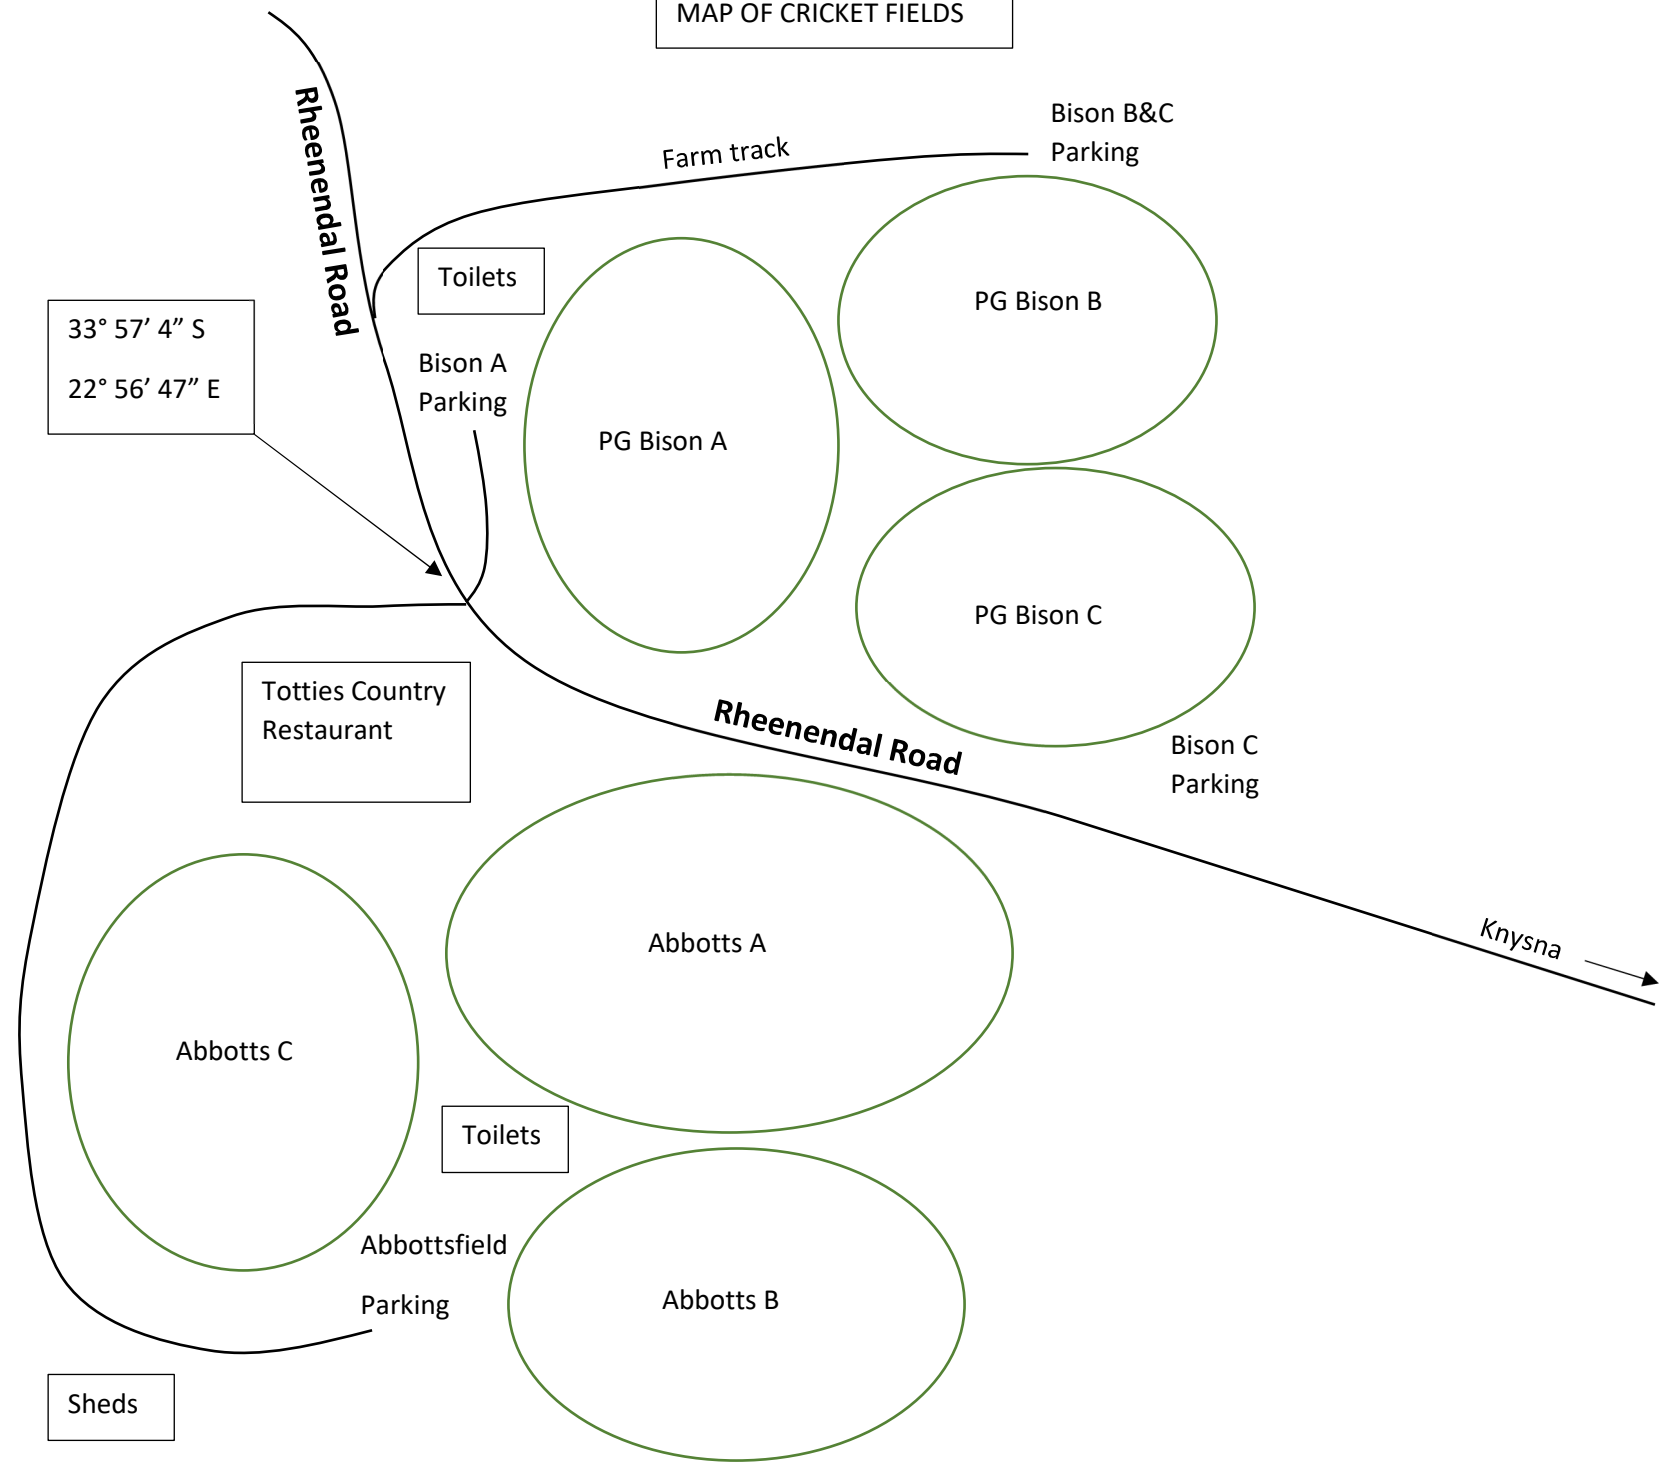 MAP OF CRICKET FIELDS
Rheenendal Road
Farm track
Bison B&C
Parking
Toilets
PG Bison B
33° 57’ 4” S
22° 56’ 47” E
Bison A
Parking
PG Bison A
PG Bison C
Totties Country
Restaurant
Rheenendal Road
Bison C
Parking
Knysna
Abbotts A
Abbotts C
Toilets
Abbottsfield
Parking
Abbotts B
Sheds